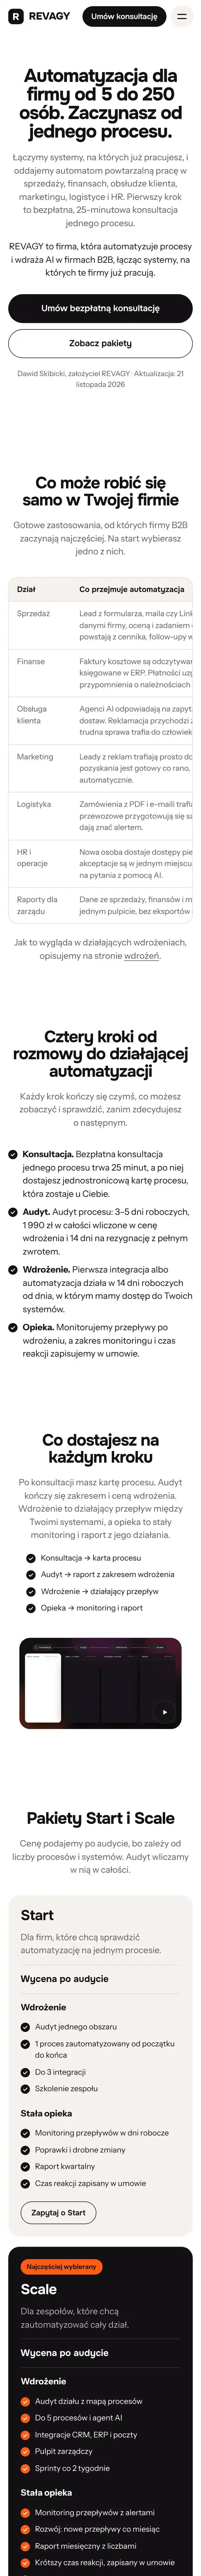 REVAGY
Umów konsultację
Automatyzacja dla
firmy od 5 do 250
osób. Zaczynasz od
jednego procesu.
Łączymy systemy, na których już pracujesz, i
oddajemy automatom powtarzalną pracę w
sprzedaży, finansach, obsłudze klienta,
marketingu, logistyce i HR. Pierwszy krok
to bezpłatna, 25-minutowa konsultacja
jednego procesu.
REVAGY to firma, która automatyzuje procesy
i wdraża AI w firmach B2B, łącząc systemy, na
których te firmy już pracują.
Umów bezpłatną konsultację
Zobacz pakiety
Dawid Skibicki, założyciel REVAGY · Aktualizacja: 21
listopada 2026
Co może robić się
samo w Twojej firmie
Gotowe zastosowania, od których firmy B2B
zaczynają najczęściej. Na start wybierasz
jedno z nich.
Dział Co przejmuje automatyzacja
Sprzedaż Lead z formularza, maila czy
danymi firmy, oceną i zadaniem
powstają z cennika, follow-upy
Finanse Faktury kosztowe są
księgowane w ERP. Płatności
przypomnienia o należnościach
Obsługa klienta Agenci AI odpowiadają na
dostaw. Reklamacja przychodzi
trudna sprawa trafia do
Marketing Leady z reklam trafiają prosto
pozyskania jest gotowy co rano,
automatycznie.
Logistyka Zamówienia z PDF i e-maili
przewozowe przygotowują się
dają znać alertem.
HR i operacje Nowa osoba dostaje dostępy
akceptacje są w jednym
na pytania z pomocą AI.
Raporty dla zarządu Dane ze sprzedaży, finansów i
jednym pulpicie, bez eksportów
Jak to wygląda w działających wdrożeniach,
opisujemy na stronie wdrożeń.
Cztery kroki od
rozmowy do działającej
automatyzacji
Każdy krok kończy się czymś, co możesz
zobaczyć i sprawdzić, zanim zdecydujesz
o następnym.
Konsultacja. Bezpłatna konsultacja
jednego procesu trwa 25 minut, a po niej
dostajesz jednostronicową kartę procesu,
która zostaje u Ciebie.
Audyt. Audyt procesu: 3–5 dni roboczych,
1 990 zł w całości wliczone w cenę
wdrożenia i 14 dni na rezygnację z pełnym
zwrotem.
Wdrożenie. Pierwsza integracja albo
automatyzacja działa w 14 dni roboczych
od dnia, w którym mamy dostęp do Twoich
systemów.
Opieka. Monitorujemy przepływy po
wdrożeniu, a zakres monitoringu i czas
reakcji zapisujemy w umowie.
Co dostajesz na
każdym kroku
Po konsultacji masz kartę procesu. Audyt
kończy się zakresem i ceną wdrożenia.
Wdrożenie to działający przepływ między
Twoimi systemami, a opieka to stały
monitoring i raport z jego działania.
Konsultacja → karta procesu
Audyt → raport z zakresem wdrożenia
Wdrożenie → działający przepływ
Opieka → monitoring i raport
Pakiety Start i Scale
Cenę podajemy po audycie, bo zależy od
liczby procesów i systemów. Audyt wliczamy
w nią w całości.
Start
Dla firm, które chcą sprawdzić
automatyzację na jednym procesie.
Wycena po audycie
Wdrożenie
Audyt jednego obszaru
1 proces zautomatyzowany od początku
do końca
Do 3 integracji
Szkolenie zespołu
Stała opieka
Monitoring przepływów w dni robocze
Poprawki i drobne zmiany
Raport kwartalny
Czas reakcji zapisany w umowie
Zapytaj o Start
Najczęściej wybierany
Scale
Dla zespołów, które chcą
zautomatyzować cały dział.
Wycena po audycie
Wdrożenie
Audyt działu z mapą procesów
Do 5 procesów i agent AI
Integracje CRM, ERP i poczty
Pulpit zarządczy
Sprinty co 2 tygodnie
Stała opieka
Monitoring przepływów z alertami
Rozwój: nowe przepływy co miesiąc
Raport miesięczny z liczbami
Krótszy czas reakcji, zapisany w umowie